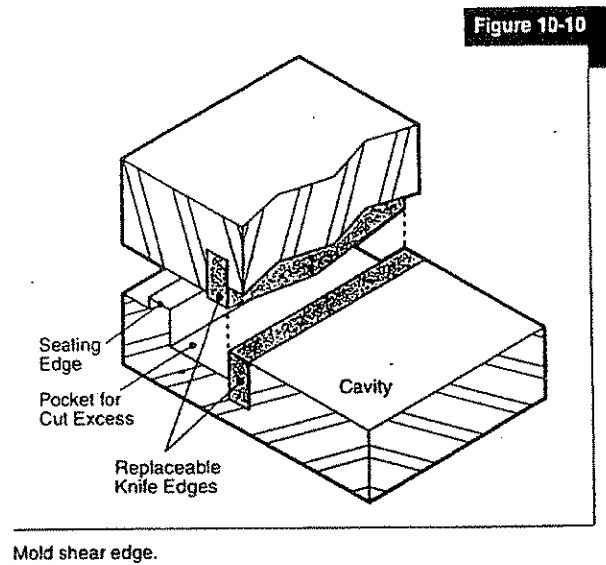 Figure 10-10
Seating
Edge
Pocket for
Cut Excess
Cavity
Replaceable
Knife Edges
Mold shear edge.